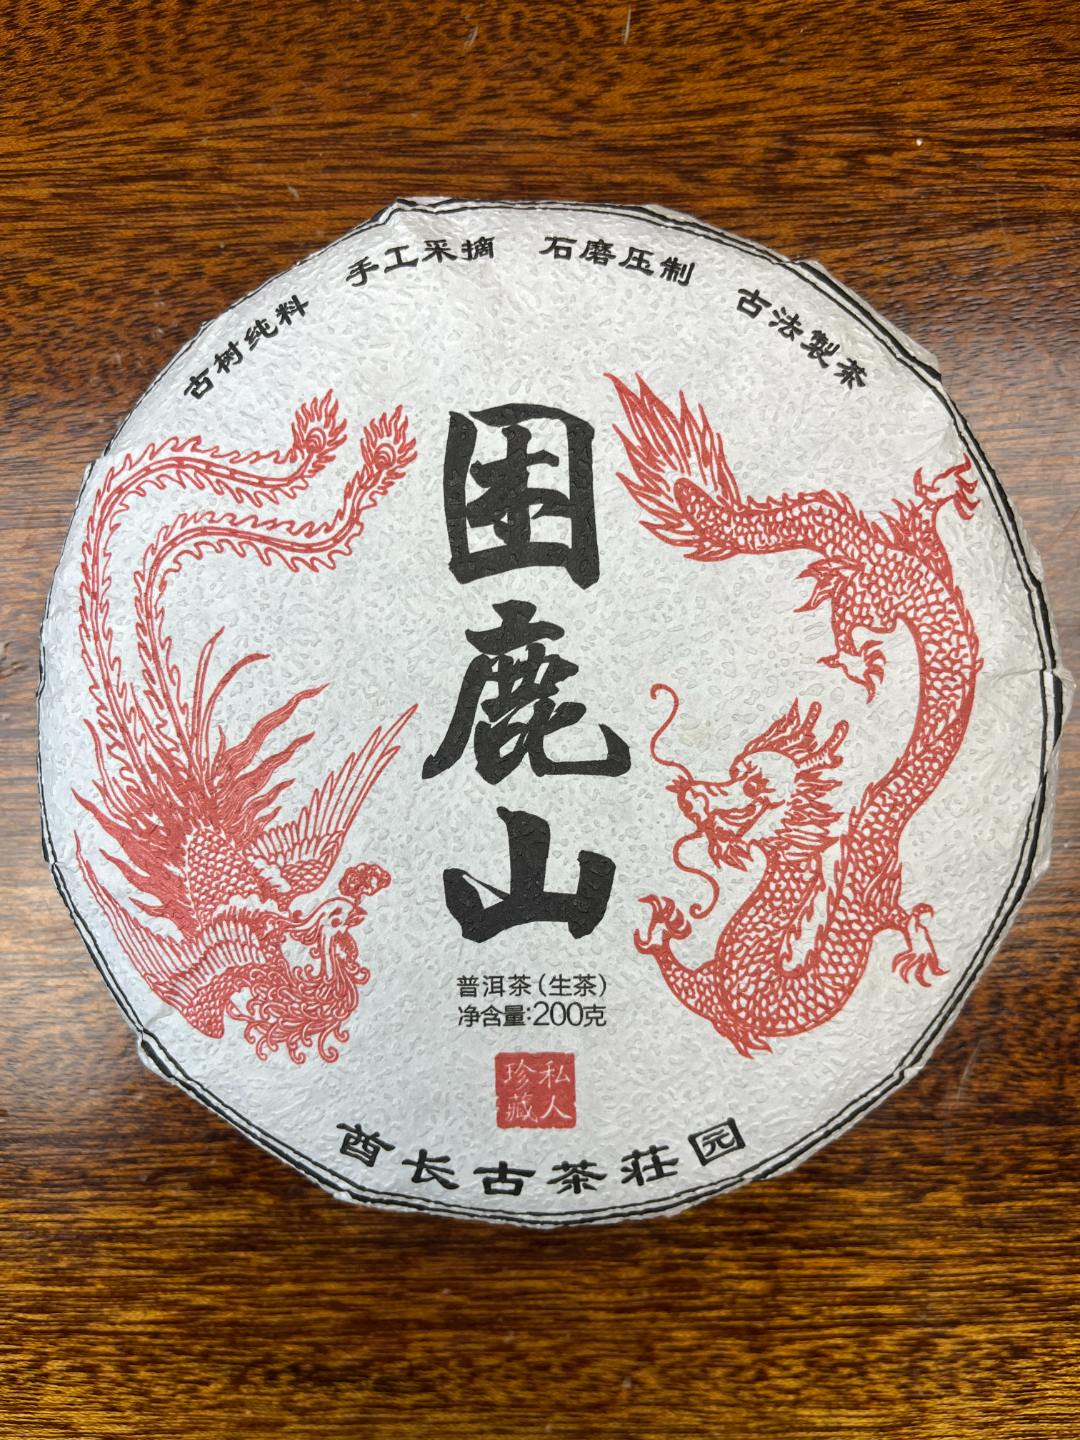 古树纯料 手工采摘 石磨压制 古法製茶
困鹿山
普洱茶（生茶）
净含量:200克
私人
珍藏
酋长古茶荘园